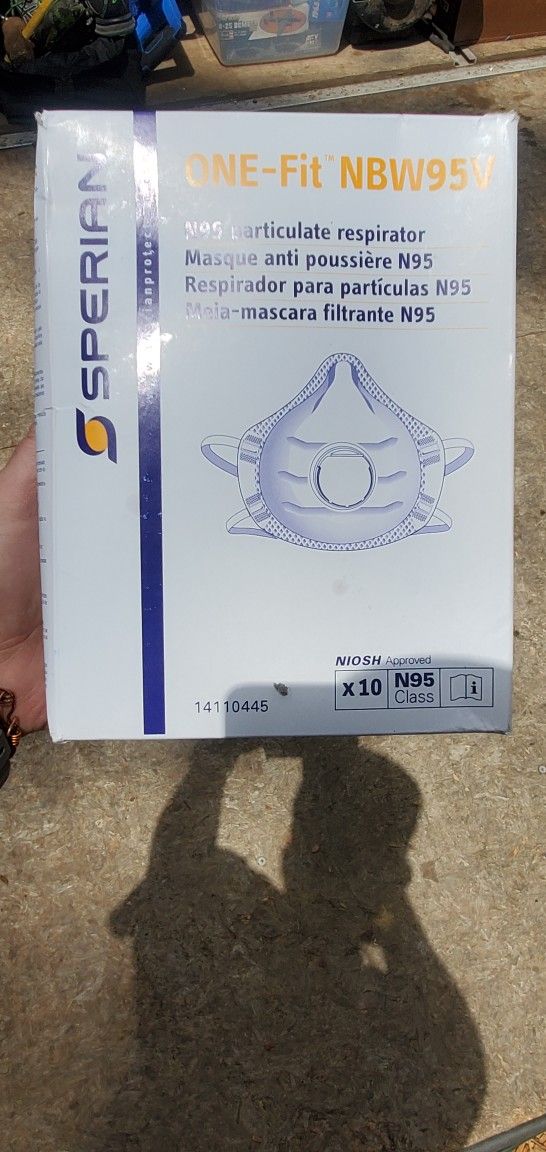 SPERIAN
ONE-Fit™ NBW95V
N95 particulate respirator
Masque anti poussière N95
Respirador para partículas N95
Meia-mascara filtrante N95
NIOSH Approved
x10
N95
Class
i
14110445